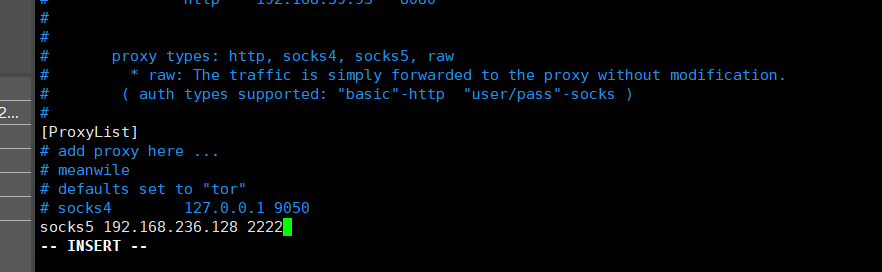 #               http    192.168.39.93   8080
#
#
#       proxy types: http, socks4, socks5, raw
#         * raw: The traffic is simply forwarded to the proxy without modification.
#        ( auth types supported: "basic"-http  "user/pass"-socks )
#
2...
[ProxyList]
# add proxy here ...
# meanwile
# defaults set to "tor"
# socks4        127.0.0.1 9050
socks5 192.168.236.128 2222
-- INSERT --